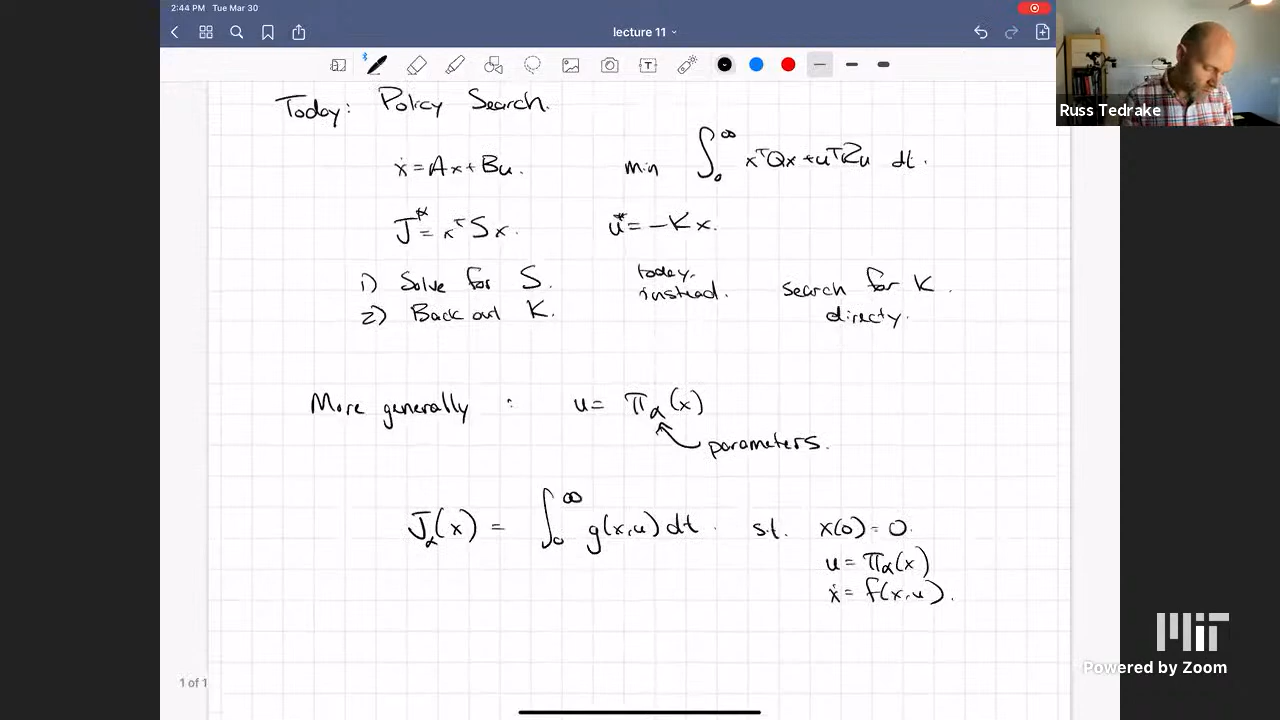 2:44 PM Tue Mar 30
lecture 11
Russ Tedrake
Today: Policy Search.
ẋ = Ax + Bu. min ∫₀^∞ xᵀQx + uᵀRu dt.
J* = xᵀSx. u* = -Kx.
1) Solve for S. today, instead. search for K directy.
2) Back out K.
More generally : u = π_α(x)
parameters.
J_α(x) = ∫₀^∞ g(x,u) dt. s.t. x(0) = 0.
u = π_α(x)
ẋ = f(x,u).
1 of 1
MIT
Powered by Zoom